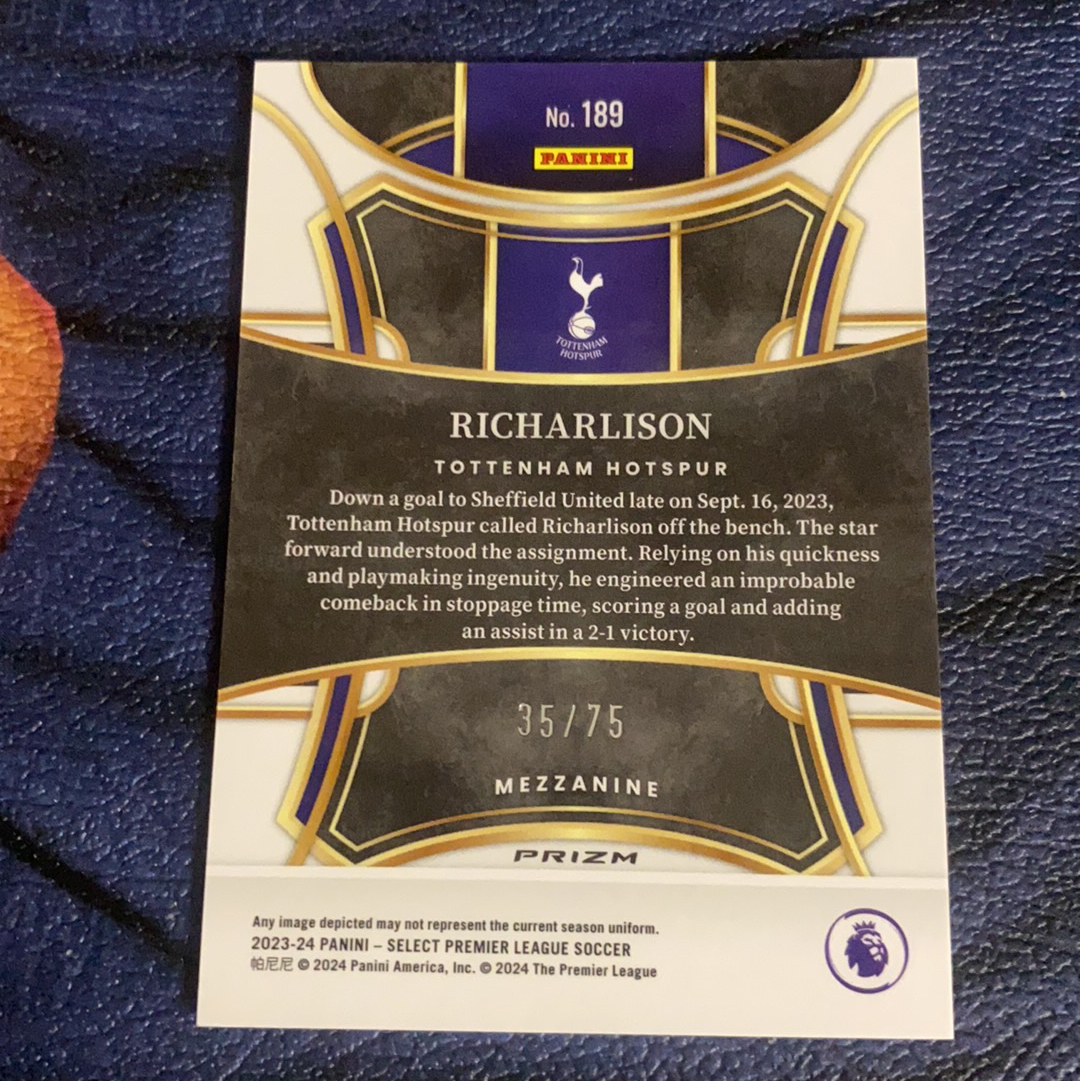 No. 189
PANINI
TOTTENHAM
HOTSPUR
RICHARLISON
TOTTENHAM HOTSPUR
Down a goal to Sheffield United late on Sept. 16, 2023,
Tottenham Hotspur called Richarlison off the bench. The star
forward understood the assignment. Relying on his quickness
and playmaking ingenuity, he engineered an improbable
comeback in stoppage time, scoring a goal and adding
an assist in a 2-1 victory.
35/75
MEZZANINE
PRIZM
Any image depicted may not represent the current season uniform.
2023-24 PANINI – SELECT PREMIER LEAGUE SOCCER
帕尼尼 © 2024 Panini America, Inc. © 2024 The Premier League